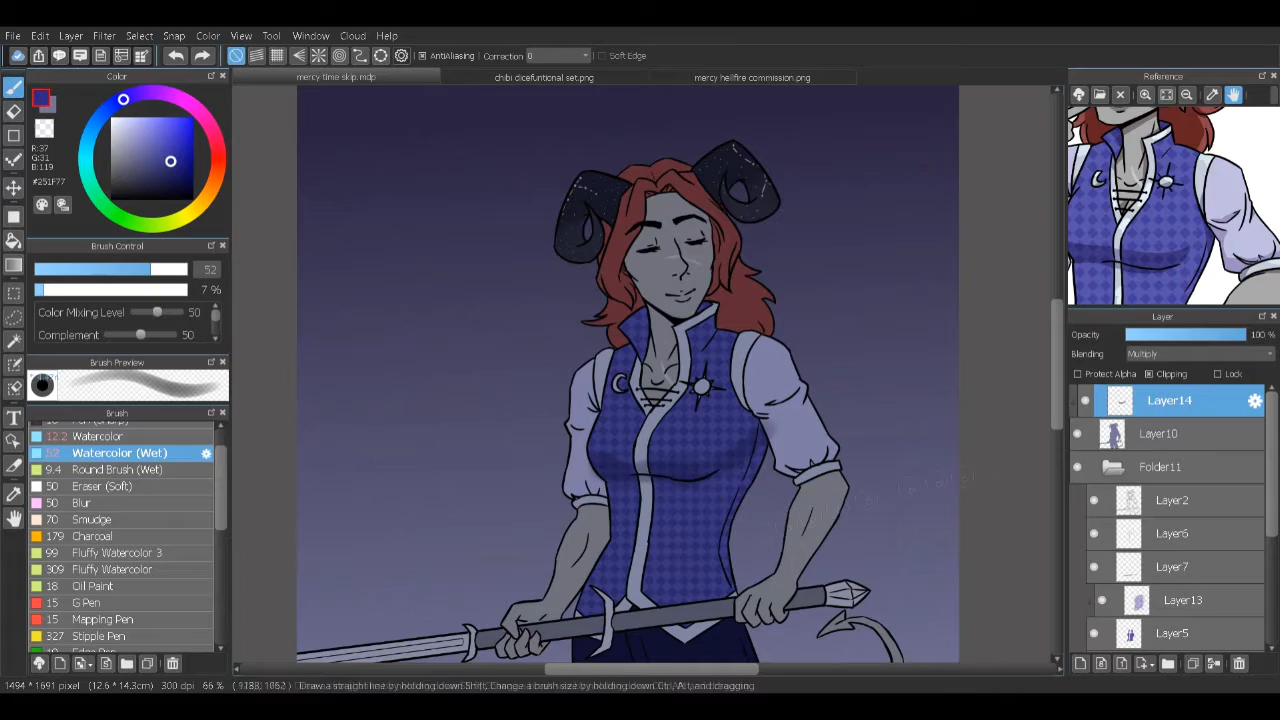 File Edit Layer Filter Select Snap Color View Tool Cloud Help
AntiAliasing Correction 0 Soft Edge
Color
mercy time skip.mdp chibi dicefuntional set.png mercy hellfire commission.png
Reference
R:37
G:31
B:119
#251F77
Brush Control
52
7 %
Color Mixing Level 50
Complement 50
Brush Preview
Brush
12.2 Watercolor
52 Watercolor (Wet)
9.4 Round Brush (Wet)
50 Eraser (Soft)
50 Blur
70 Smudge
179 Charcoal
99 Fluffy Watercolor 3
309 Fluffy Watercolor
18 Oil Paint
15 G Pen
15 Mapping Pen
327 Stipple Pen
Layer
Opacity 100 %
Blending Multiply
Protect Alpha Clipping Lock
Layer14
Layer10
Folder11
Layer2
Layer6
Layer7
Layer13
Layer5
1494 * 1691 pixel (12.6 * 14.3cm) 300 dpi 66 % Draw a straight line by holding down Shift, Change a brush size by holding down Ctrl, Alt, and dragging